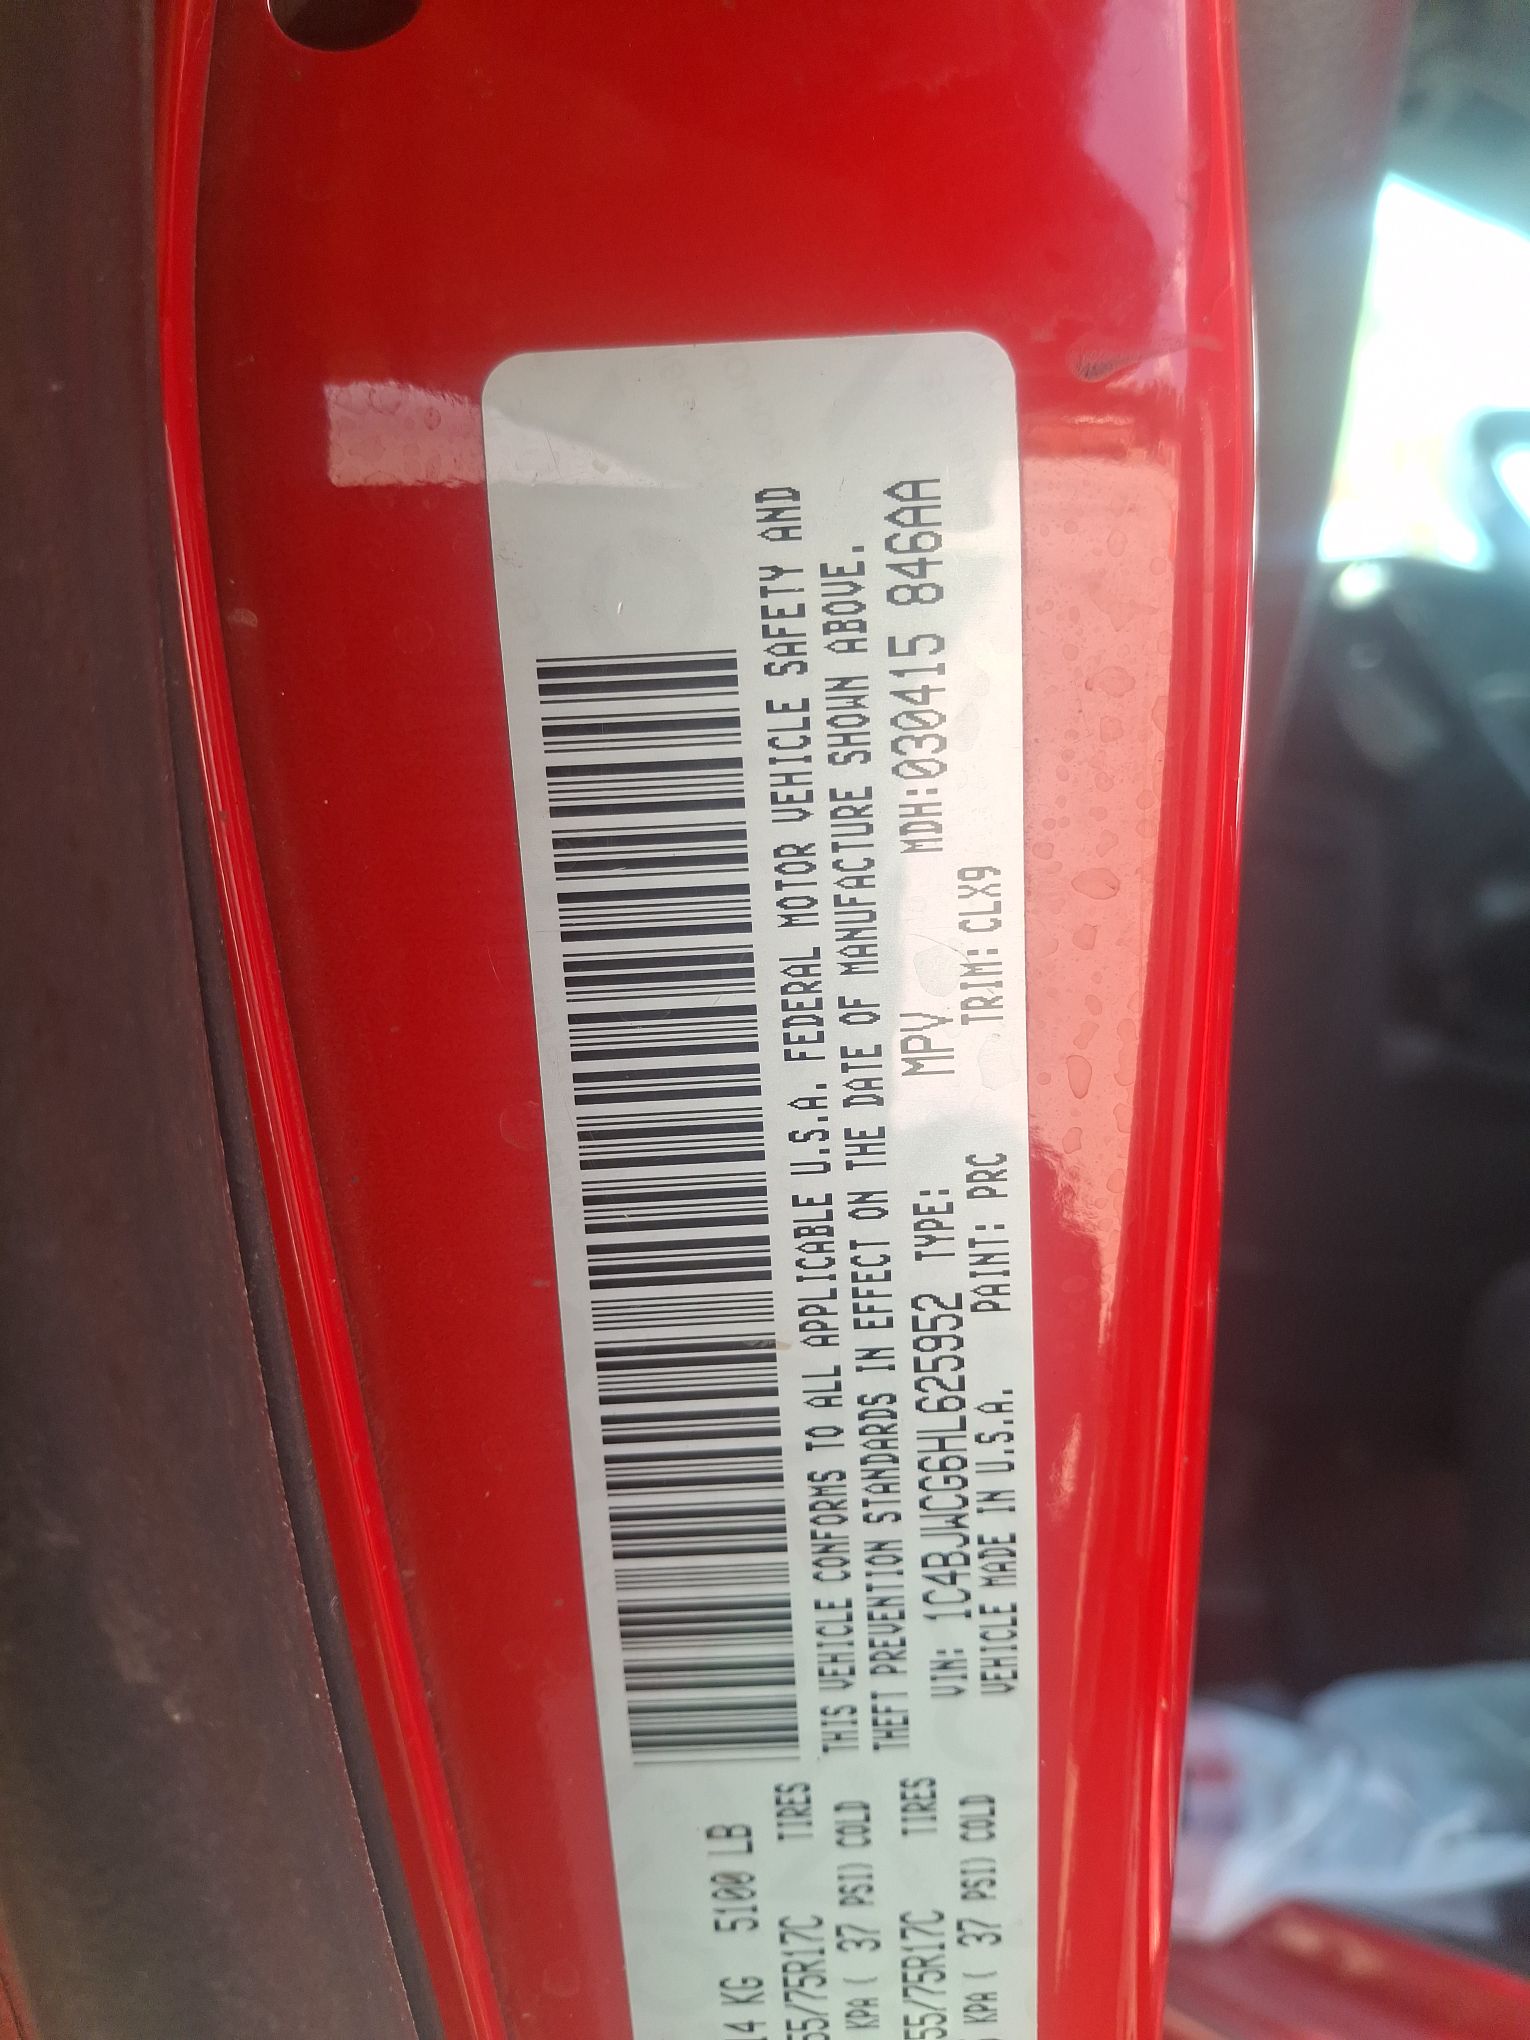 14 KG 5100 LB
55/75R17C TIRES
KPA ( 37 PSI) COLD
55/75R17C TIRES
KPA ( 37 PSI) COLD
THIS VEHICLE CONFORMS TO ALL APPLICABLE U.S.A. FEDERAL MOTOR VEHICLE SAFETY AND
THEFT PREVENTION STANDARDS IN EFFECT ON THE DATE OF MANUFACTURE SHOWN ABOVE.
VIN: 1C4BJWCG6HL625952 TYPE: MPV MDH:030415 846AA
VEHICLE MADE IN U.S.A. PAINT: PRC TRIM: CLX9